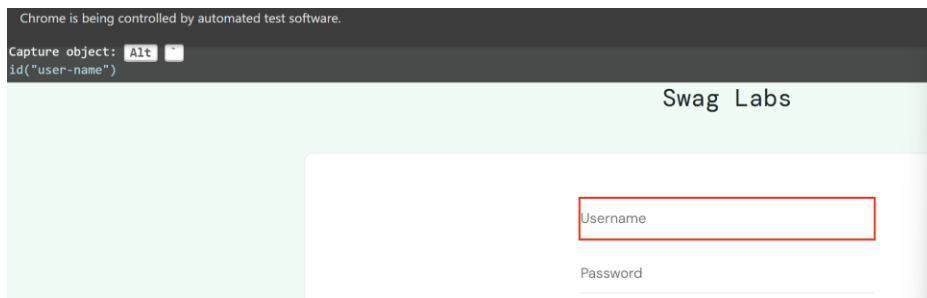 Chrome is being controlled by automated test software.
Capture object: Alt `
id("user-name")
Swag Labs
Username
Password